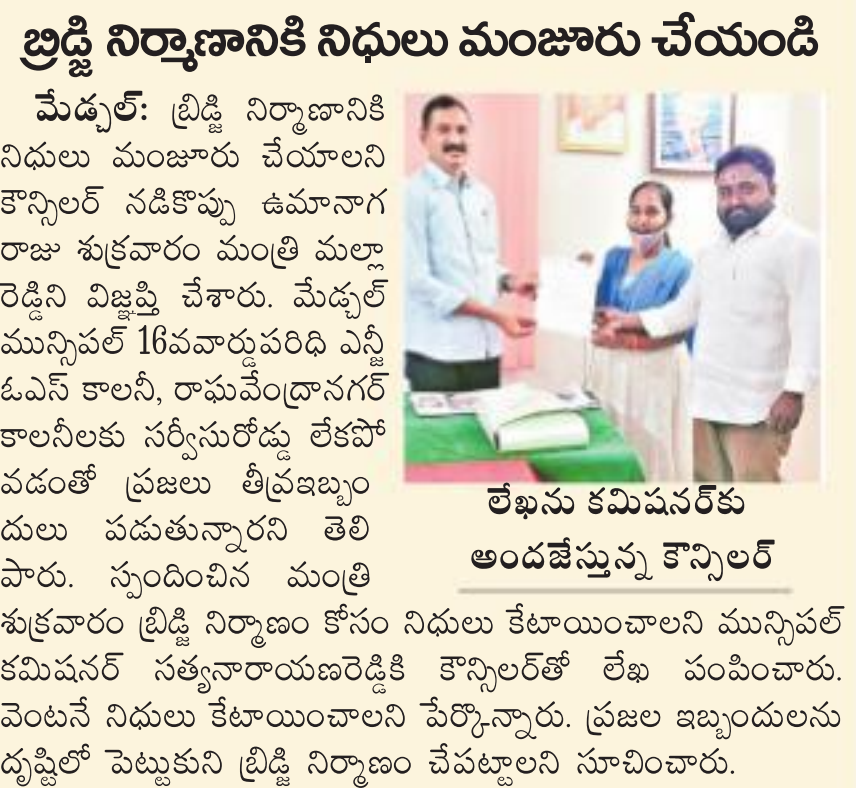 బ్రిడ్జి నిర్మాణానికి నిధులు మంజూరు చేయండి
మేడ్చల్: బ్రిడ్జి నిర్మాణానికి
నిధులు మంజూరు చేయాలని
కౌన్సిలర్ నడికొప్పు ఉమానాగ
రాజు శుక్రవారం మంత్రి మల్లా
రెడ్డిని విజ్ఞప్తి చేశారు. మేడ్చల్
మున్సిపల్ 16వవార్డుపరిధి ఎన్జీ
ఓఎస్ కాలనీ, రాఘవేంద్రానగర్
కాలనీలకు సర్వీసురోడ్డు లేకపో
వడంతో ప్రజలు తీవ్రఇబ్బం
దులు పడుతున్నారని తెలి
పారు. స్పందించిన మంత్రి
శుక్రవారం బ్రిడ్జి నిర్మాణం కోసం నిధులు కేటాయించాలని మున్సిపల్
కమిషనర్ సత్యనారాయణరెడ్డికి కౌన్సిలర్‌తో లేఖ పంపించారు.
వెంటనే నిధులు కేటాయించాలని పేర్కొన్నారు. ప్రజల ఇబ్బందులను
దృష్టిలో పెట్టుకుని బ్రిడ్జి నిర్మాణం చేపట్టాలని సూచించారు.
లేఖను కమిషనర్‌కు
అందజేస్తున్న కౌన్సిలర్